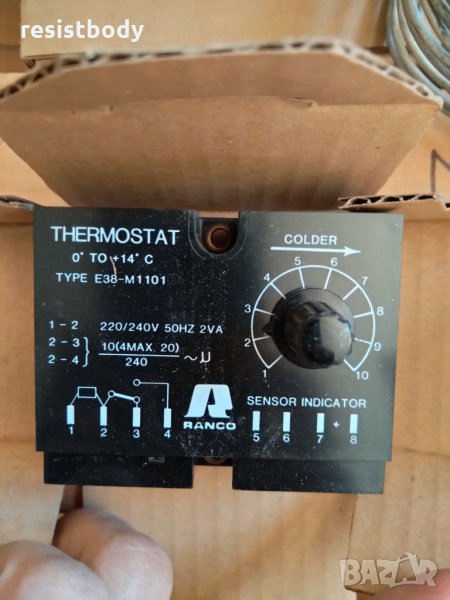 resistbody
THERMOSTAT
0° TO +14° C
TYPE E38-M1101
COLDER
1 2 3 4 5 6 7 8 9 10
1 - 2 220/240V 50HZ 2VA
2 - 3
2 - 4
10(4MAX. 20)
240
~ µ
1 2 3 4
RANCO
SENSOR INDICATOR
5 6 7 + 8
BAZAR